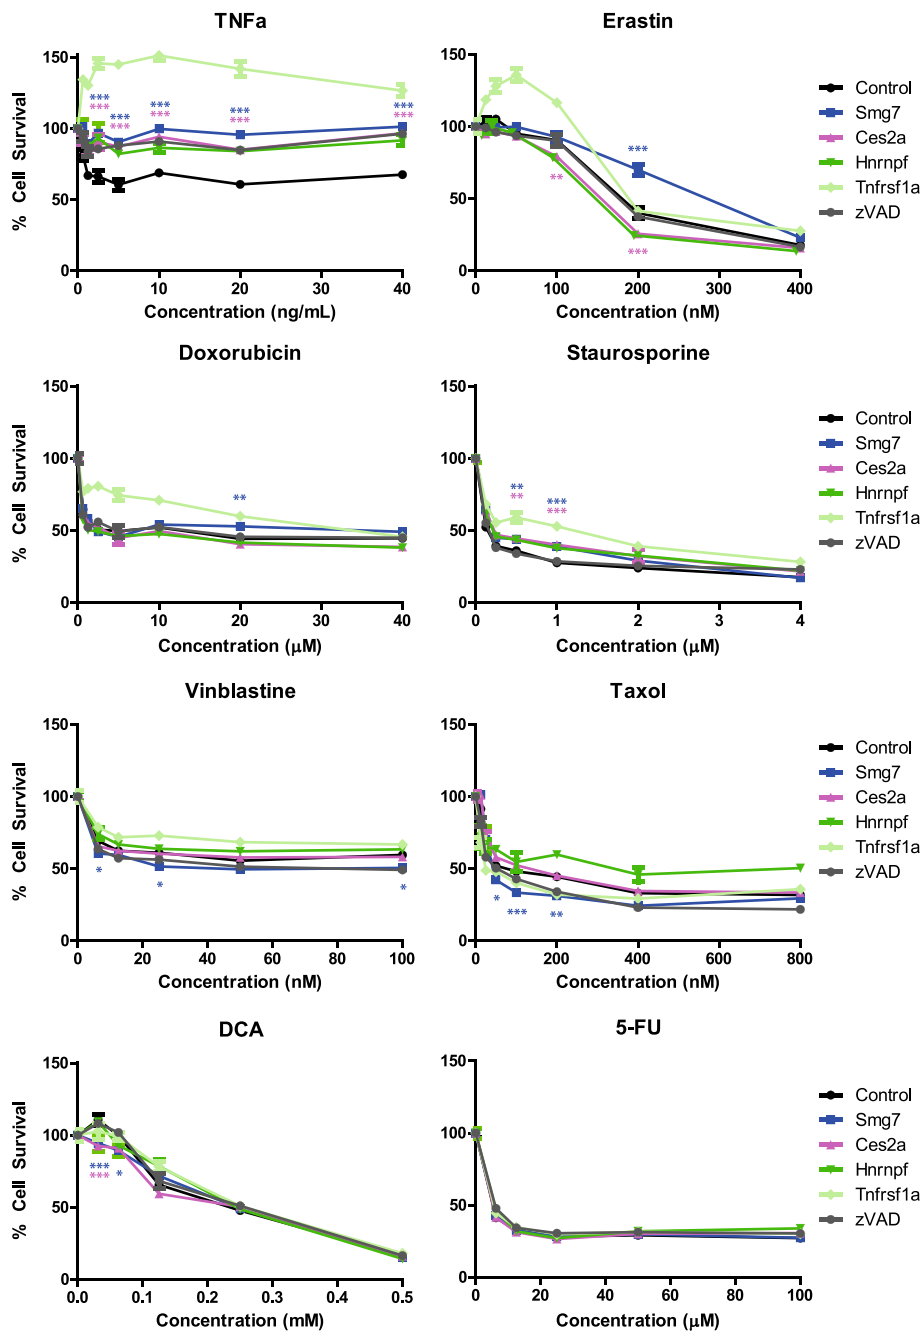 TNFa
% Cell Survival
150
100
50
0
*** *** *** *** ***
*** *** *** *** ***
0 10 20 30 40
Concentration (ng/mL)
Erastin
150
100
50
0
***
**
***
0 100 200 300 400
Concentration (nM)
Control
Smg7
Ces2a
Hnrnpf
Tnfrsf1a
zVAD
Doxorubicin
% Cell Survival
150
100
50
0
**
0 10 20 30 40
Concentration (μM)
Staurosporine
150
100
50
0
** ***
** ***
0 1 2 3 4
Concentration (μM)
Control
Smg7
Ces2a
Hnrnpf
Tnfrsf1a
zVAD
Vinblastine
% Cell Survival
150
100
50
0
* * *
0 20 40 60 80 100
Concentration (nM)
Taxol
150
100
50
0
* *** **
0 200 400 600 800
Concentration (nM)
Control
Smg7
Ces2a
Hnrnpf
Tnfrsf1a
zVAD
DCA
% Cell Survival
150
100
50
0
*** *
***
0.0 0.1 0.2 0.3 0.4 0.5
Concentration (mM)
5-FU
150
100
50
0
0 20 40 60 80 100
Concentration (μM)
Control
Smg7
Ces2a
Hnrnpf
Tnfrsf1a
zVAD